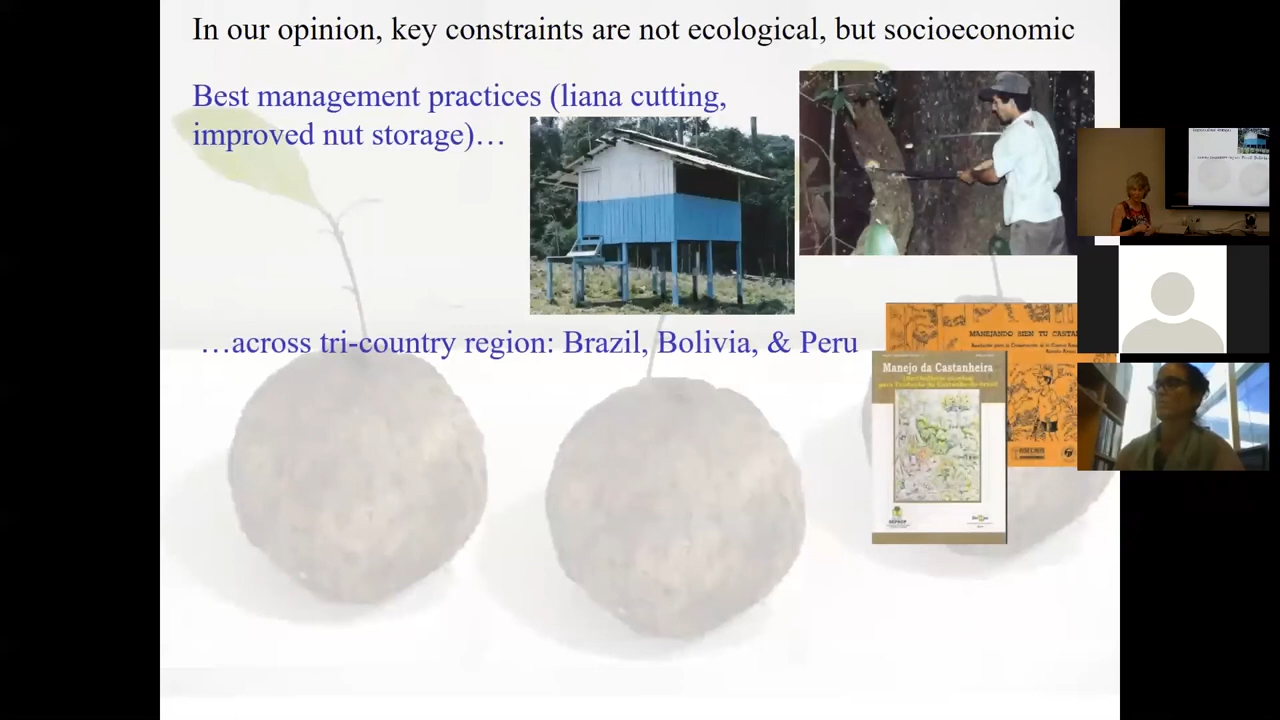 In our opinion, key constraints are not ecological, but socioeconomic
Best management practices (liana cutting,
improved nut storage)…
…across tri-country region: Brazil, Bolivia, & Peru
MANEJANDO BIEN TU
Manejo da Castanheira